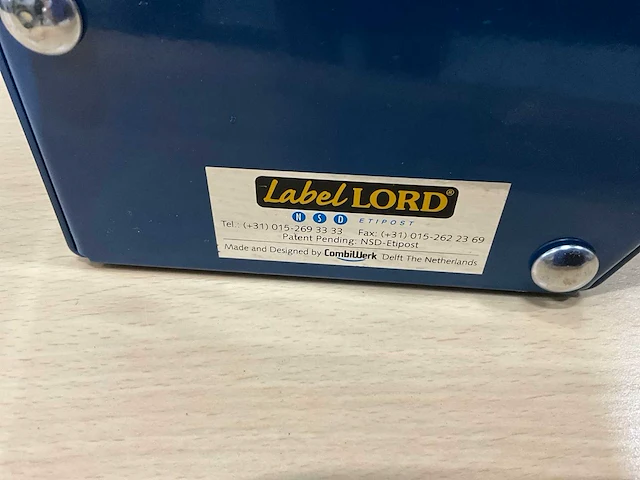 Label LORD®
NSD ETIPOST
Tel.: (+31) 015-269 33 33 Fax: (+31) 015-262 23 69
Patent Pending: NSD-Etipost
Made and Designed by CombiWerk Delft The Netherlands